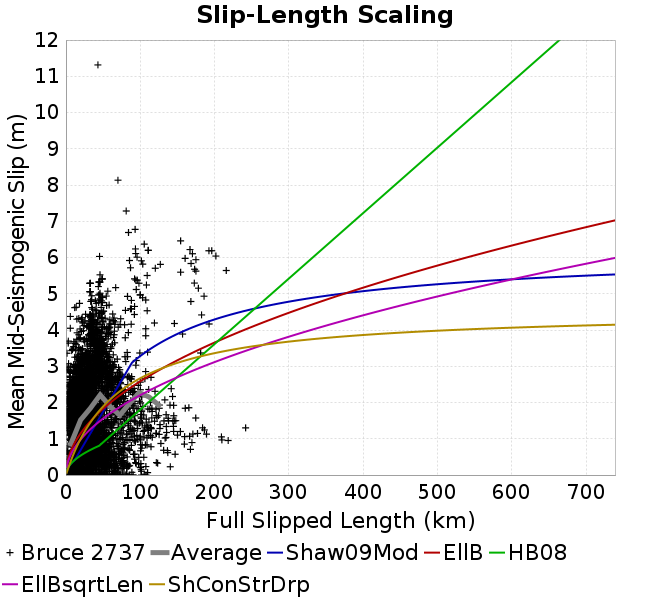 Slip-Length Scaling
Mean Mid-Seismogenic Slip (m)
12
11
10
9
8
7
6
5
4
3
2
1
0
0 100 200 300 400 500 600 700
Full Slipped Length (km)
Bruce 2737 Average Shaw09Mod EllB HB08
EllBsqrtLen ShConStrDrp